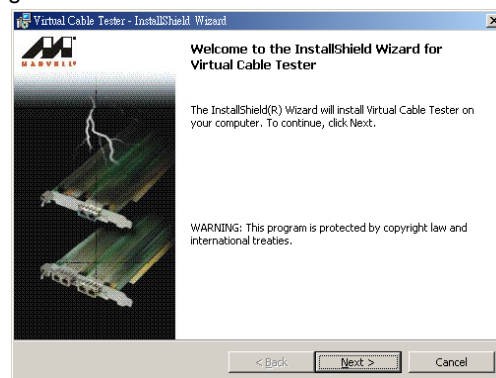 g
Virtual Cable Tester - InstallShield Wizard
MARVELL
Welcome to the InstallShield Wizard for
Virtual Cable Tester
The InstallShield(R) Wizard will install Virtual Cable Tester on
your computer. To continue, click Next.
WARNING: This program is protected by copyright law and
international treaties.
< Back
Next >
Cancel